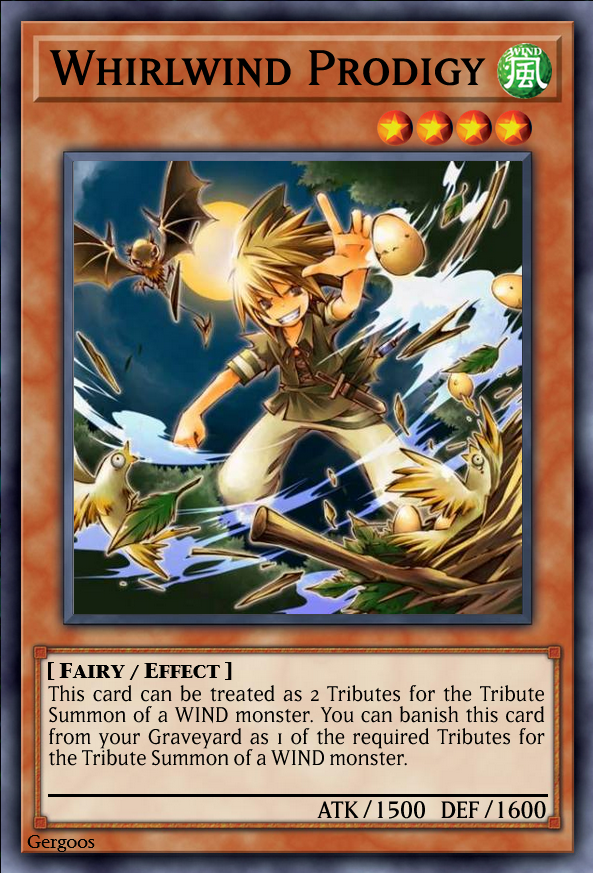 Whirlwind Prodigy
WIND
風
[ Fairy / Effect ]
This card can be treated as 2 Tributes for the Tribute
Summon of a WIND monster. You can banish this card
from your Graveyard as 1 of the required Tributes for
the Tribute Summon of a WIND monster.
ATK / 1500 DEF / 1600
Gergoos